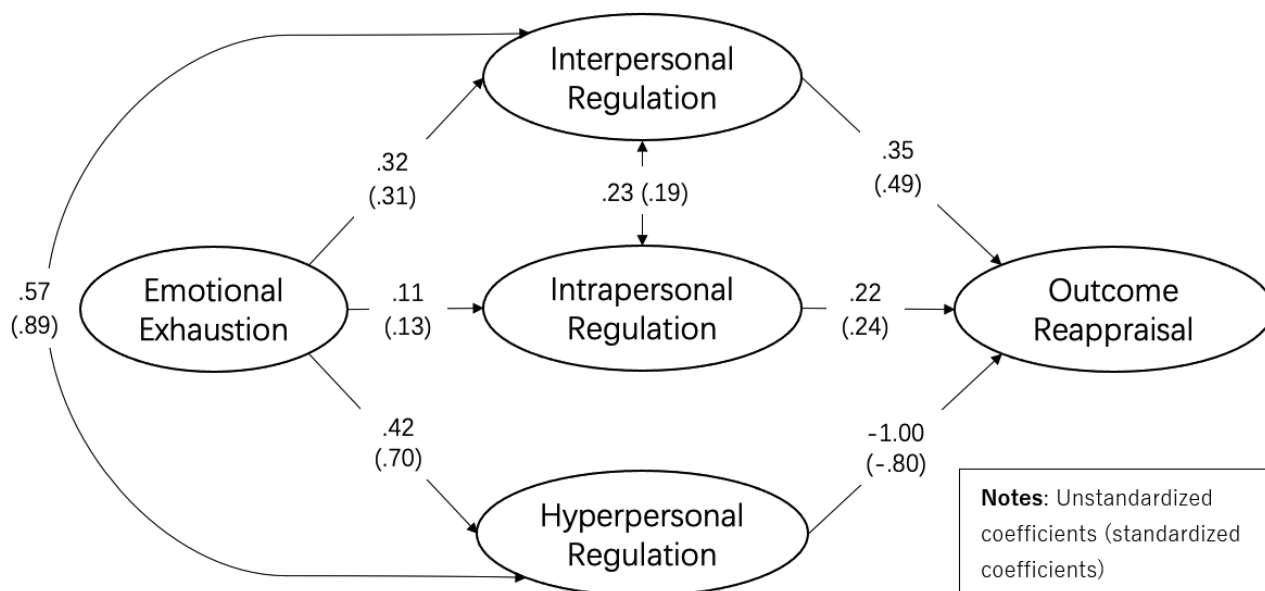 Interpersonal
Regulation
.32
(.31)
.35
(.49)
.23 (.19)
.57
(.89)
Emotional
Exhaustion
.11
(.13)
Intrapersonal
Regulation
.22
(.24)
Outcome
Reappraisal
.42
(.70)
-1.00
(-.80)
Hyperpersonal
Regulation
Notes: Unstandardized
coefficients (standardized
coefficients)